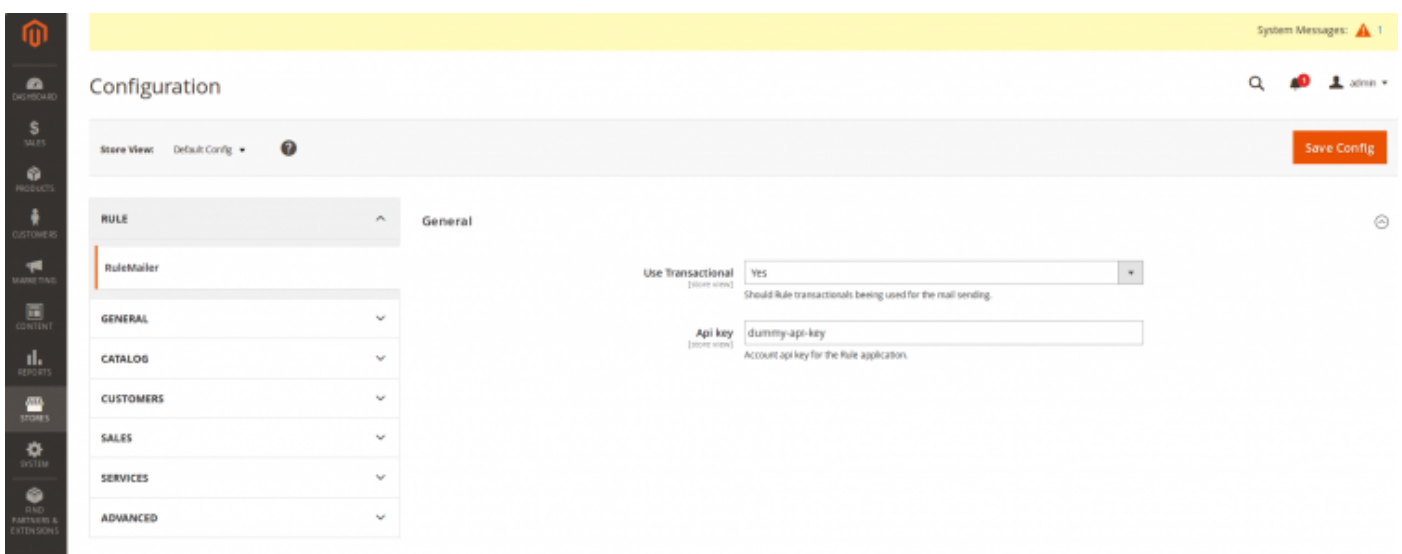 System Messages: 1
Configuration
1
admin
Store View:
Default Config
?
Save Config
DASHBOARD
SALES
PRODUCTS
CUSTOMERS
MARKETING
CONTENT
REPORTS
STORES
SYSTEM
FIND
PARTNERS &
EXTENSIONS
RULE
RuleMailer
GENERAL
CATALOG
CUSTOMERS
SALES
SERVICES
ADVANCED
General
Use Transactional
[store view]
Yes
Should Rule transactionals beeing used for the mail sending.
Api key
[store view]
dummy-api-key
Account api key for the Rule application.